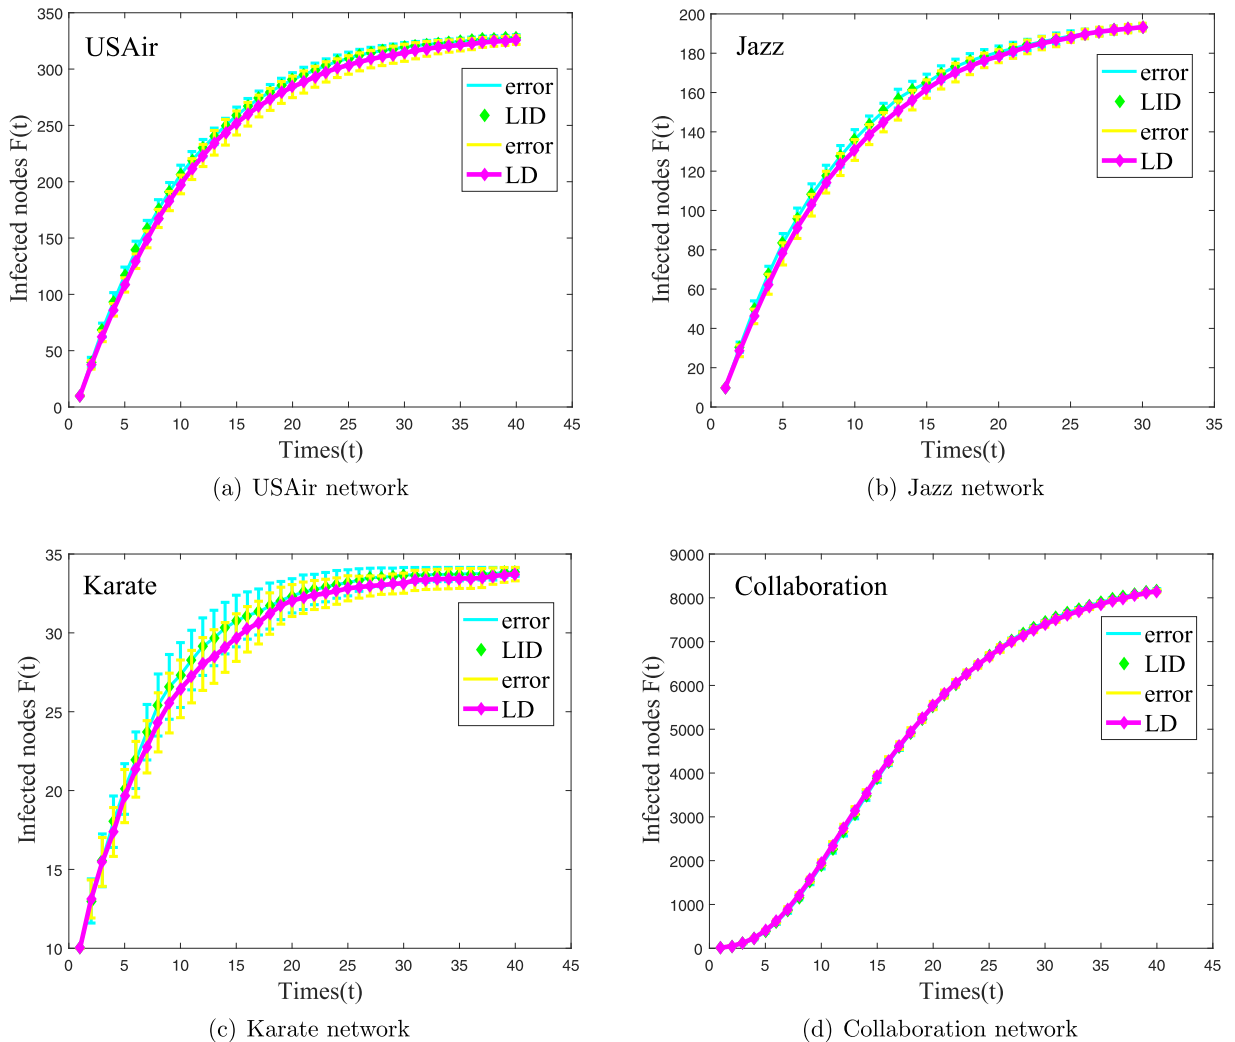 350
300
250
200
150
100
50
0
Infected nodes F(t)
USAir
error
LID
error
LD
0 5 10 15 20 25 30 35 40 45
Times(t)
(a) USAir network
200
180
160
140
120
100
80
60
40
20
0
Infected nodes F(t)
Jazz
error
LID
error
LD
0 5 10 15 20 25 30 35
Times(t)
(b) Jazz network
35
30
25
20
15
10
Infected nodes F(t)
Karate
error
LID
error
LD
0 5 10 15 20 25 30 35 40 45
Times(t)
(c) Karate network
9000
8000
7000
6000
5000
4000
3000
2000
1000
0
Infected nodes F(t)
Collaboration
error
LID
error
LD
0 5 10 15 20 25 30 35 40 45
Times(t)
(d) Collaboration network